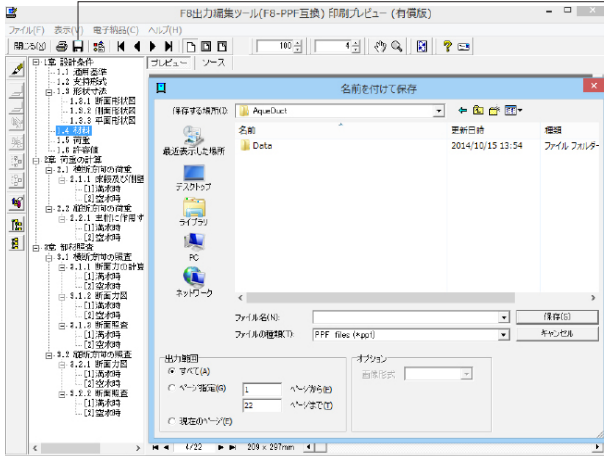 F8出力編集ツール(F8-PPF互換) 印刷プレビュー (有償版)
ファイル(F) 表示(V) 電子納品(C) ヘルプ(H)
閉じる(X) 100 4
プレビュー ソース
1章 設計条件
1.1 適用基準
1.2 支持形式
1.3 形状寸法
1.3.1 断面形状図
1.3.2 側面形状図
1.3.3 平面形状図
1.4 材料
1.5 荷重
1.6 許容値
2章 荷重の計算
2.1 横断方向の荷重
2.1.1 床版及び側壁
[1]満水時
[2]空水時
2.2 縦断方向の荷重
2.2.1 主桁に作用す
[1]満水時
[2]空水時
3章 部材照査
3.1 横断方向の照査
3.1.1 断面力の計算
[1]満水時
[2]空水時
3.1.2 断面力図
[1]満水時
[2]空水時
3.1.3 断面照査
[1]満水時
[2]空水時
3.2 縦断方向の照査
3.2.1 断面力図
[1]満水時
[2]空水時
3.2.2 断面照査
[1]満水時
[2]空水時
名前を付けて保存
保存する場所(I): AqueDuct
最近表示した場所
デスクトップ
ライブラリ
PC
ネットワーク
名前 更新日時 種類
Data 2014/10/15 13:54 ファイル フォルダー
ファイル名(N): 保存(S)
ファイルの種類(T): PPF files (*.ppf) キャンセル
出力範囲
すべて(A)
ページ指定(G) 1 ページから(E)
22 ページまで(T)
現在のページ(E)
オプション
画像形式
4/22 209 x 297mm